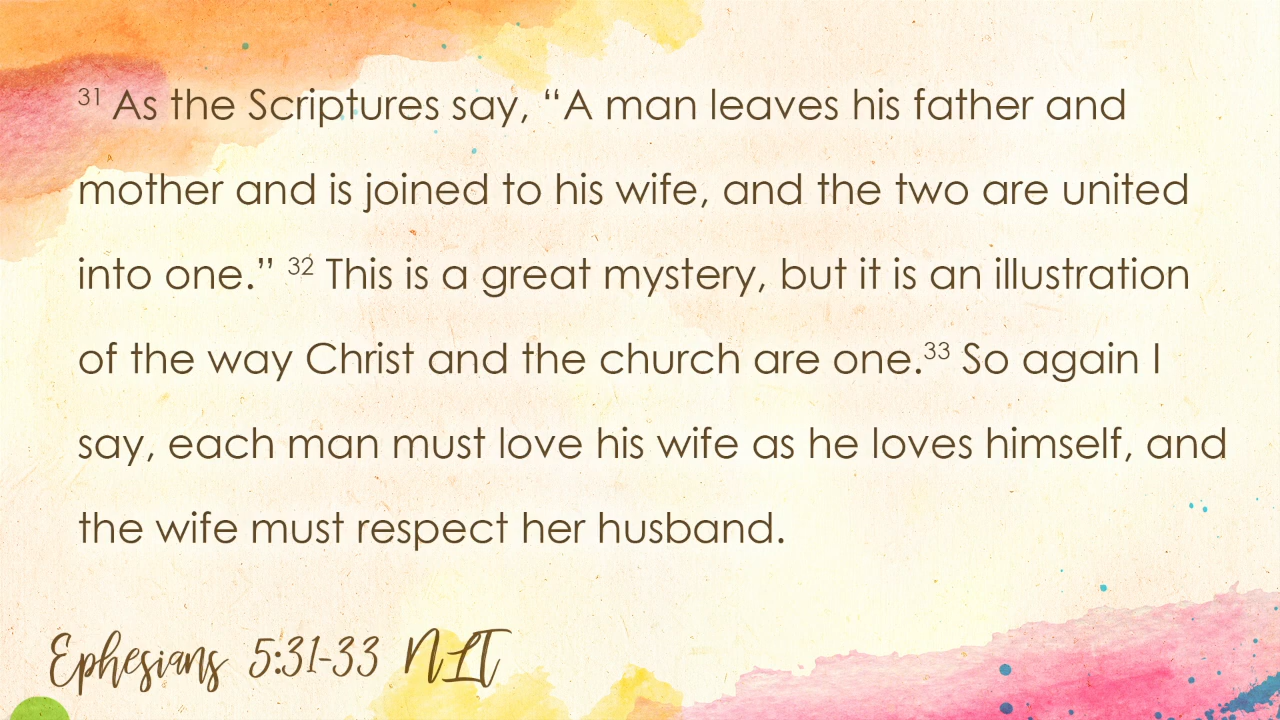 31 As the Scriptures say, “A man leaves his father and
mother and is joined to his wife, and the two are united
into one.” 32 This is a great mystery, but it is an illustration
of the way Christ and the church are one.33 So again I
say, each man must love his wife as he loves himself, and
the wife must respect her husband.
Ephesians 5:31-33 NLT